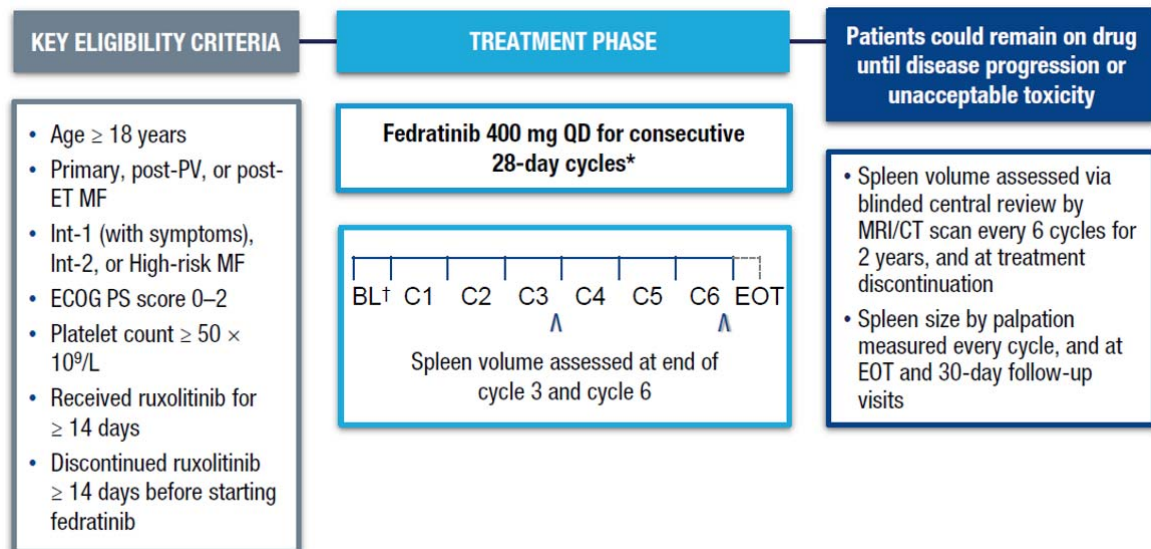 KEY ELIGIBILITY CRITERIA
• Age ≥ 18 years
• Primary, post-PV, or post-
ET MF
• Int-1 (with symptoms),
Int-2, or High-risk MF
• ECOG PS score 0–2
• Platelet count ≥ 50 ×
10⁹/L
• Received ruxolitinib for
≥ 14 days
• Discontinued ruxolitinib
≥ 14 days before starting
fedratinib
TREATMENT PHASE
Fedratinib 400 mg QD for consecutive
28-day cycles*
BL† C1 C2 C3 C4 C5 C6 EOT
Spleen volume assessed at end of
cycle 3 and cycle 6
Patients could remain on drug
until disease progression or
unacceptable toxicity
• Spleen volume assessed via
blinded central review by
MRI/CT scan every 6 cycles for
2 years, and at treatment
discontinuation
• Spleen size by palpation
measured every cycle, and at
EOT and 30-day follow-up
visits